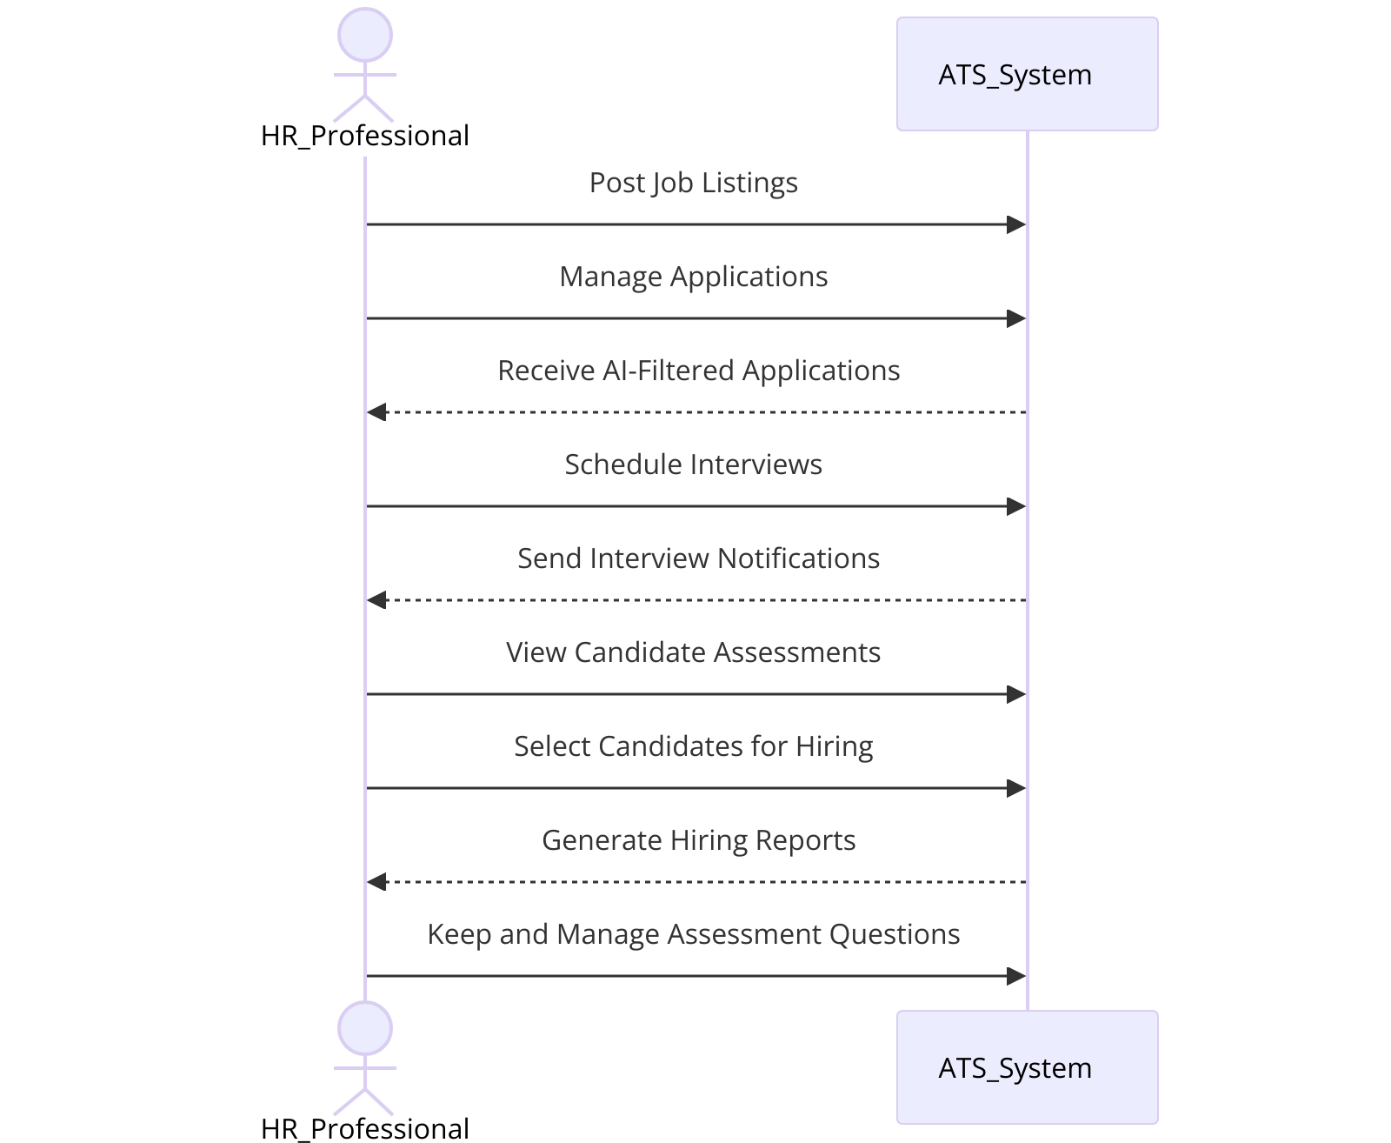 HR_Professional
ATS_System
Post Job Listings
Manage Applications
Receive AI-Filtered Applications
Schedule Interviews
Send Interview Notifications
View Candidate Assessments
Select Candidates for Hiring
Generate Hiring Reports
Keep and Manage Assessment Questions
HR_Professional
ATS_System